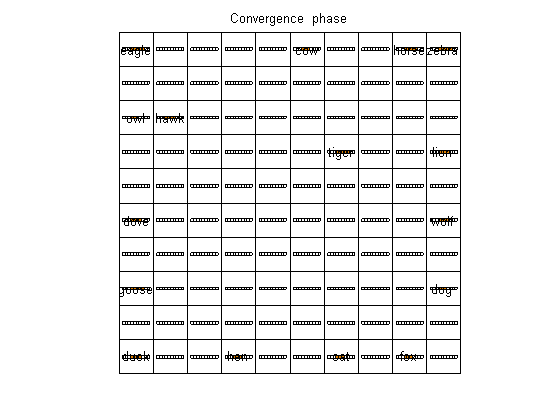 Convergence phase
eagle cow horse zebra
owl hawk
tiger lion
dove wolf
goose dog
duck hen cat fox